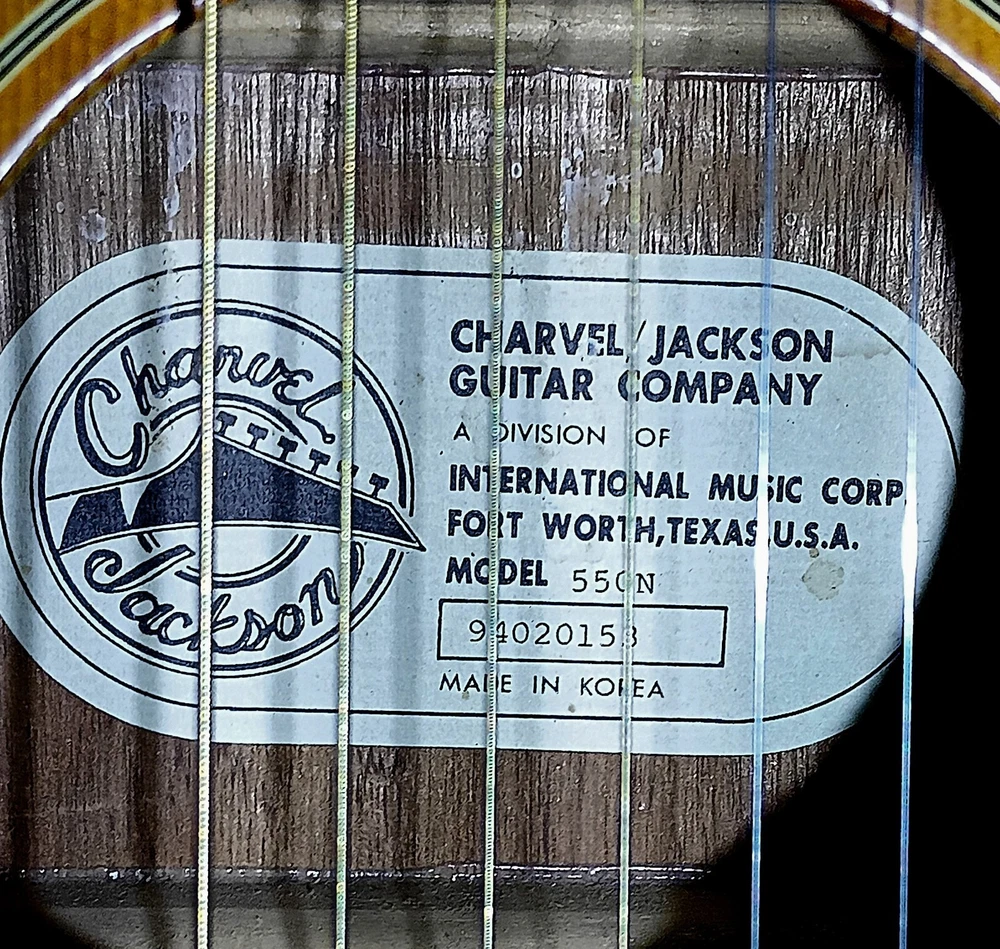 Charvel
Jackson
CHARVEL/JACKSON
GUITAR COMPANY
A DIVISION OF
INTERNATIONAL MUSIC CORP.
FORT WORTH, TEXAS, U.S.A.
MODEL 550N
94020153
MADE IN KOREA